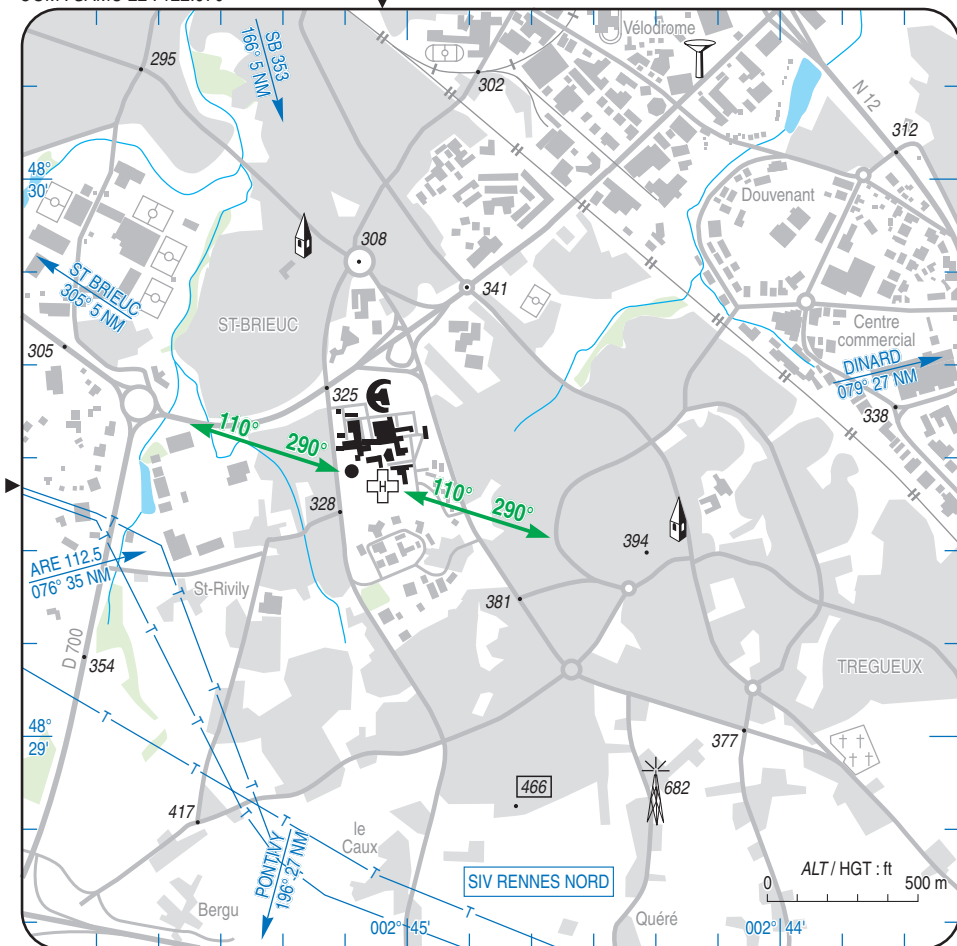 Vélodrome
SB 353
166° 5 NM
295
302
N 12
312
48°
30'
Douvenant
308
ST BRIEUC
305° 5 NM
341
ST-BRIEUC
Centre
commercial
305
DINARD
079° 27 NM
325
338
110°
290°
H
110°
290°
328
394
ARE 112.5
076° 35 NM
St-Rivily
381
D 700
354
TREGUEUX
48°
29'
377
466
682
417
le
Caux
PONTIVY
196° 27 NM
ALT / HGT : ft
0
500 m
SIV RENNES NORD
Bergu
Quéré
002° 45'
002° 44'
T
T
T
T
T
T
T
T
T
T
T
T